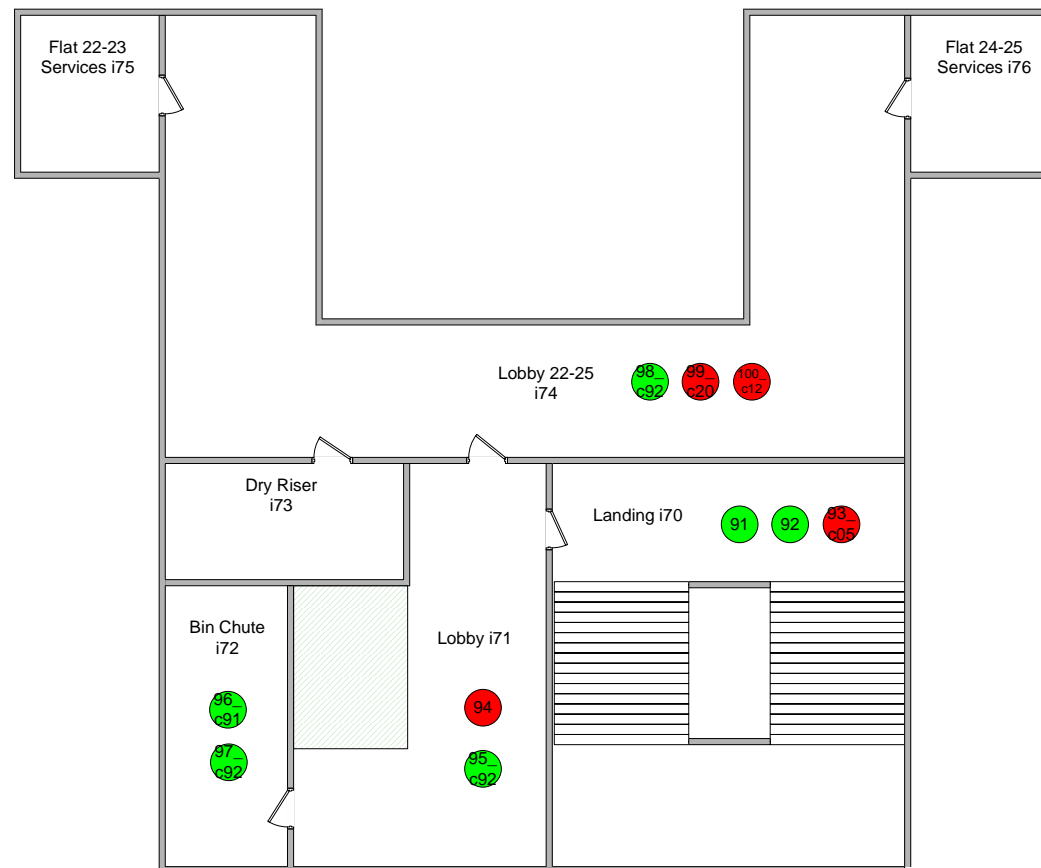 Flat 22-23
Services i75
Flat 24-25
Services i76
Lobby 22-25
i74
98_
c92
99_
c20
100_
c12
Dry Riser
i73
Landing i70
91
92
93_
c05
Bin Chute
i72
Lobby i71
96_
c91
97_
c92
94
95_
c92